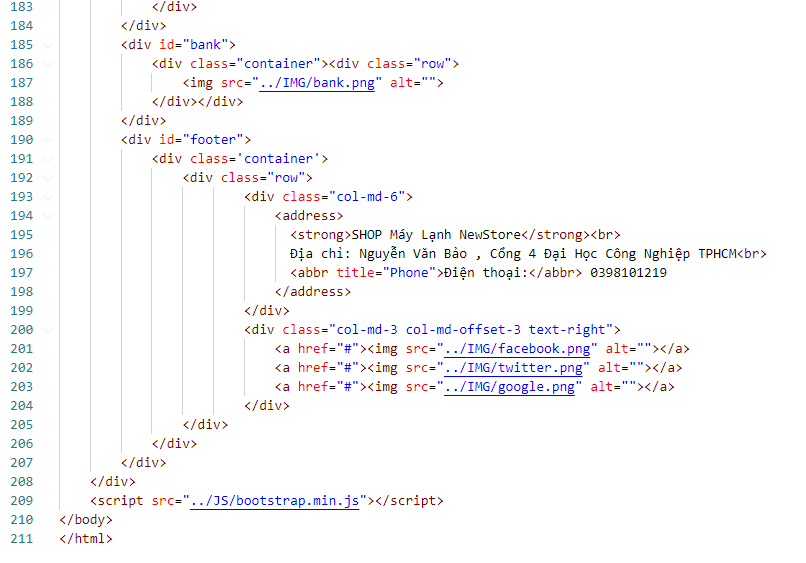 183 </div>
184 </div>
185 <div id="bank">
186 <div class="container"><div class="row">
187 <img src="../IMG/bank.png" alt="">
188 </div></div>
189 </div>
190 <div id="footer">
191 <div class='container'>
192 <div class="row">
193 <div class="col-md-6">
194 <address>
195 <strong>SHOP Máy Lạnh NewStore</strong><br>
196 Địa chỉ: Nguyễn Văn Bảo , Cổng 4 Đại Học Công Nghiệp TPHCM<br>
197 <abbr title="Phone">Điện thoại:</abbr> 0398101219
198 </address>
199 </div>
200 <div class="col-md-3 col-md-offset-3 text-right">
201 <a href="#"><img src="../IMG/facebook.png" alt=""></a>
202 <a href="#"><img src="../IMG/twitter.png" alt=""></a>
203 <a href="#"><img src="../IMG/google.png" alt=""></a>
204 </div>
205 </div>
206 </div>
207 </div>
208 </div>
209 <script src="../JS/bootstrap.min.js"></script>
210 </body>
211 </html>